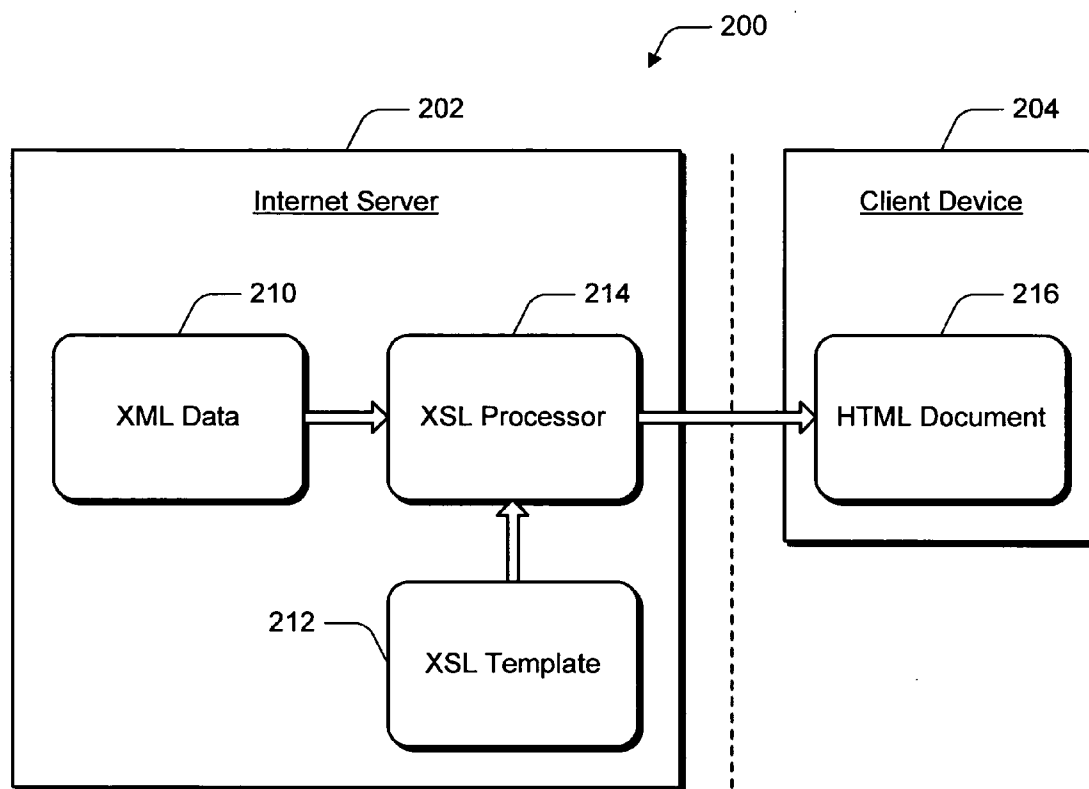 200
202
204
Internet Server
Client Device
210
214
216
XML Data
XSL Processor
HTML Document
212
XSL Template